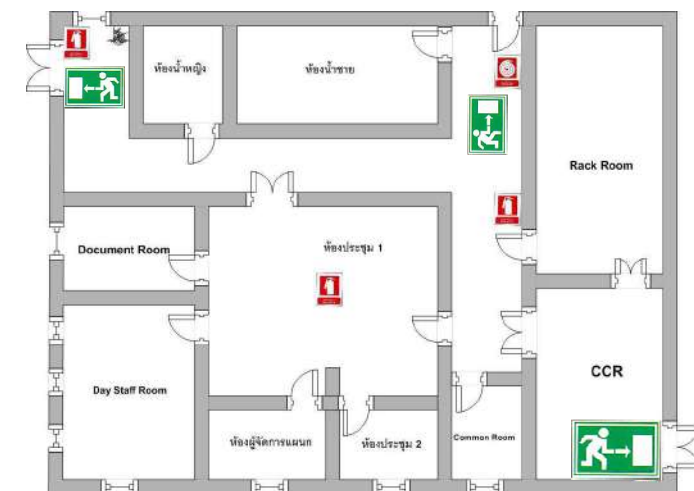 ห้องน้ำหญิง
ห้องน้ำชาย
Rack Room
Document Room
ห้องประชุม 1
Day Staff Room
CCR
ห้องผู้จัดการแผนก
ห้องประชุม 2
Common Room